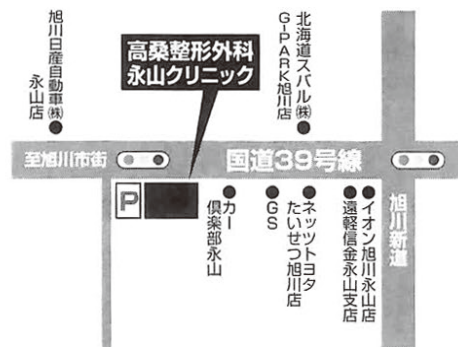 旭川日産自動車㈱
永山店
高桑整形外科
永山クリニック
北海道スバル㈱
G-PARK旭川店
至旭川市街
国道39号線
旭川新道
P
カー
倶楽部永山
GS
ネッツトヨタ
たいせつ旭川店
遠軽信金永山支店
イオン旭川永山店